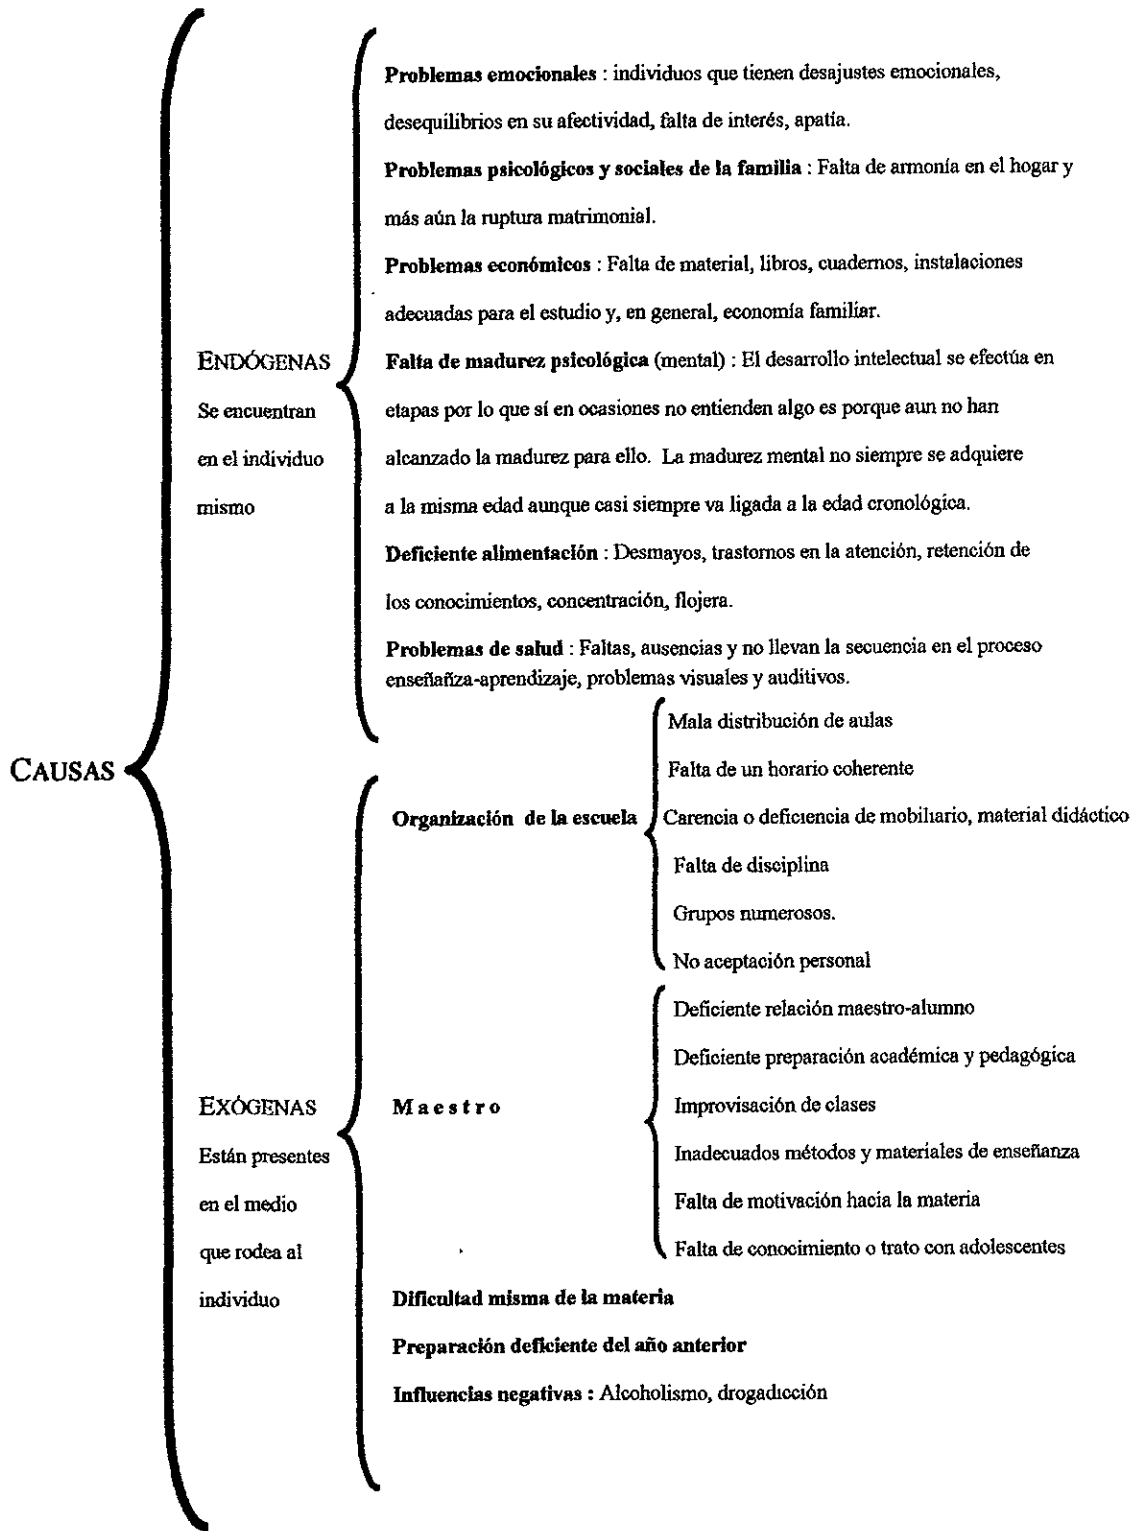 CAUSAS
ENDÓGENAS
Se encuentran
en el individuo
mismo
Problemas emocionales : individuos que tienen desajustes emocionales,
desequilibrios en su afectividad, falta de interés, apatía.
Problemas psicológicos y sociales de la familia : Falta de armonía en el hogar y
más aún la ruptura matrimonial.
Problemas económicos : Falta de material, libros, cuadernos, instalaciones
adecuadas para el estudio y, en general, economía familiar.
Falta de madurez psicológica (mental) : El desarrollo intelectual se efectúa en
etapas por lo que sí en ocasiones no entienden algo es porque aun no han
alcanzado la madurez para ello. La madurez mental no siempre se adquiere
a la misma edad aunque casi siempre va ligada a la edad cronológica.
Deficiente alimentación : Desmayos, trastornos en la atención, retención de
los conocimientos, concentración, flojera.
Problemas de salud : Faltas, ausencias y no llevan la secuencia en el proceso
enseñañza-aprendizaje, problemas visuales y auditivos.
EXÓGENAS
Están presentes
en el medio
que rodea al
individuo
Organización de la escuela
Mala distribución de aulas
Falta de un horario coherente
Carencia o deficiencia de mobiliario, material didáctico
Falta de disciplina
Grupos numerosos.
No aceptación personal
Maestro
Deficiente relación maestro-alumno
Deficiente preparación académica y pedagógica
Improvisación de clases
Inadecuados métodos y materiales de enseñanza
Falta de motivación hacia la materia
Falta de conocimiento o trato con adolescentes
Dificultad misma de la materia
Preparación deficiente del año anterior
Influencias negativas : Alcoholismo, drogadicción